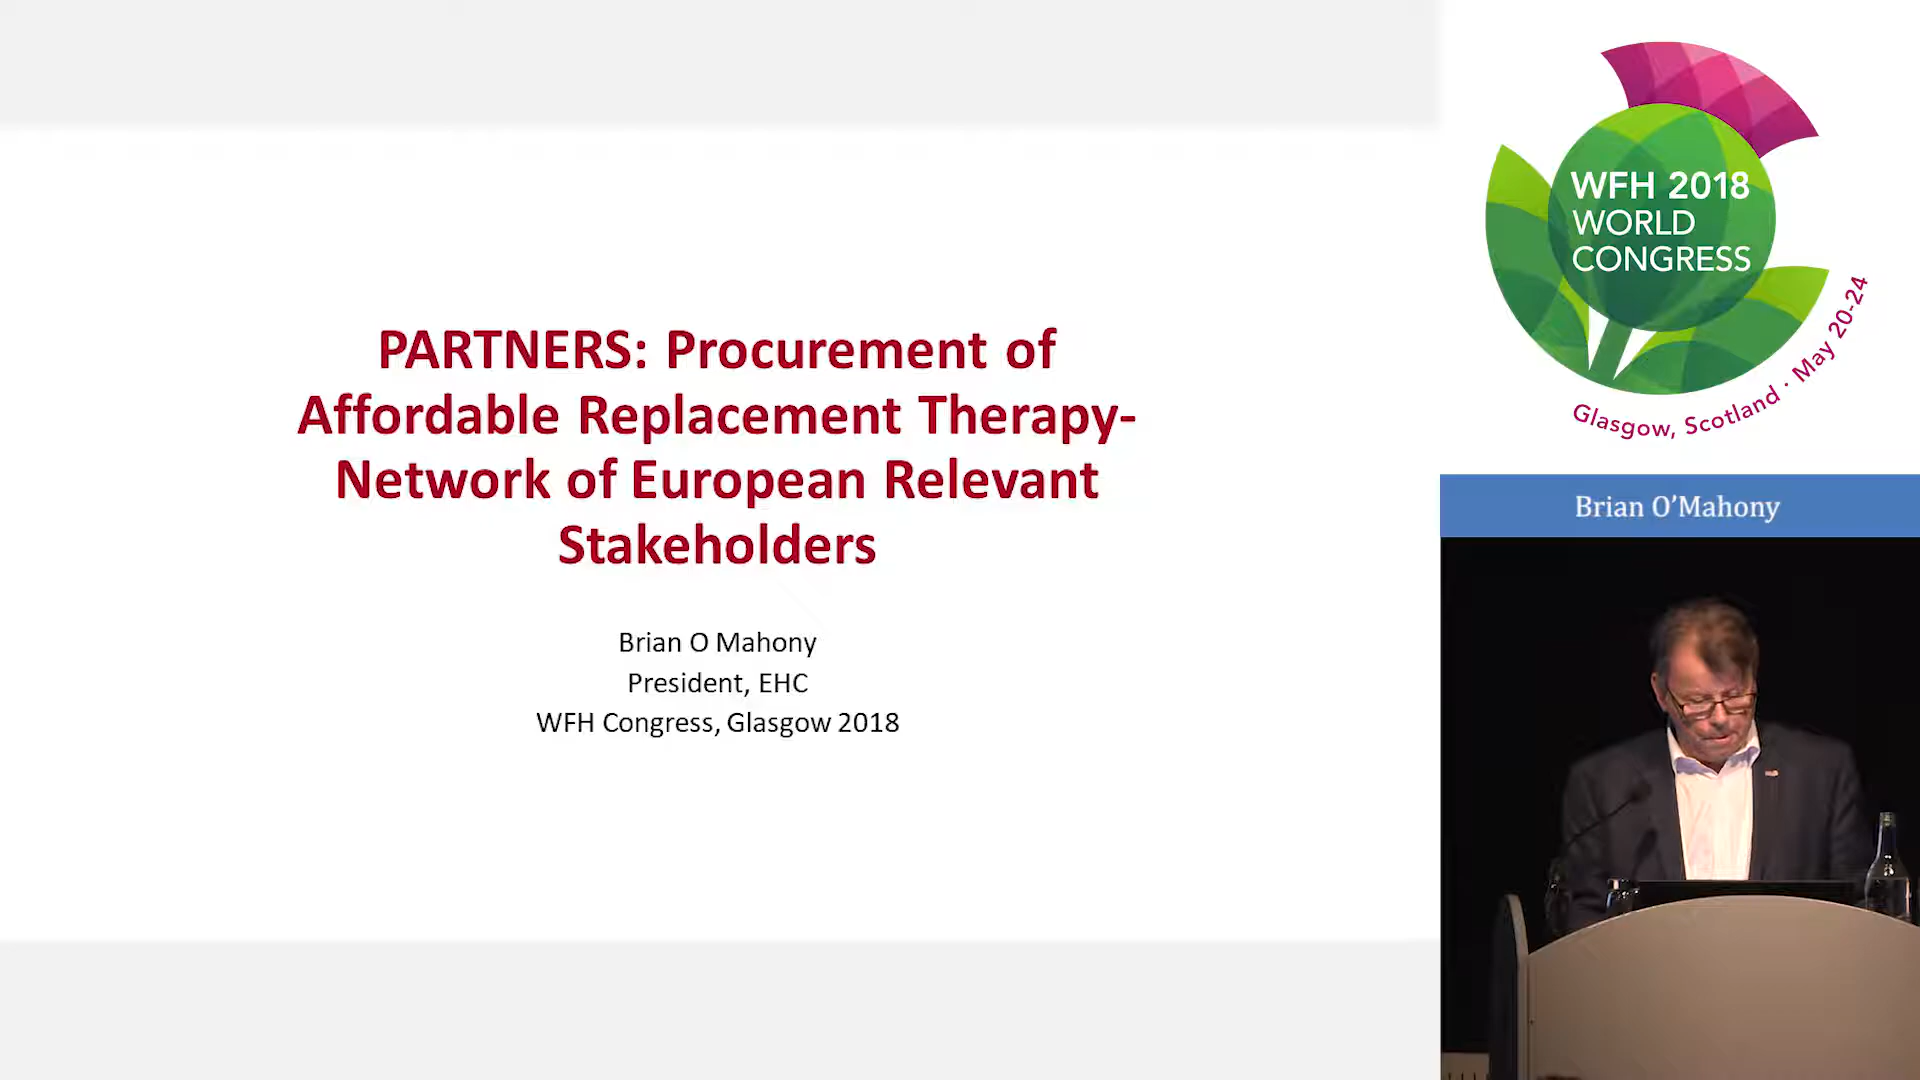 PARTNERS: Procurement of
Affordable Replacement Therapy-
Network of European Relevant
Stakeholders
Brian O Mahony
President, EHC
WFH Congress, Glasgow 2018
WFH 2018
WORLD
CONGRESS
Glasgow, Scotland · May 20-24
Brian O’Mahony